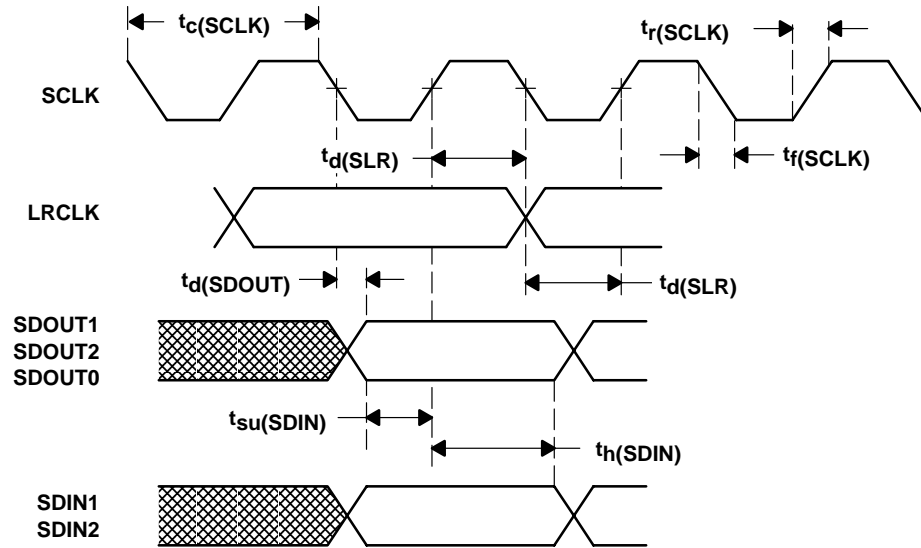 tc(SCLK)
tr(SCLK)
SCLK
td(SLR)
tf(SCLK)
LRCLK
td(SDOUT)
td(SLR)
SDOUT1
SDOUT2
SDOUT0
tsu(SDIN)
th(SDIN)
SDIN1
SDIN2